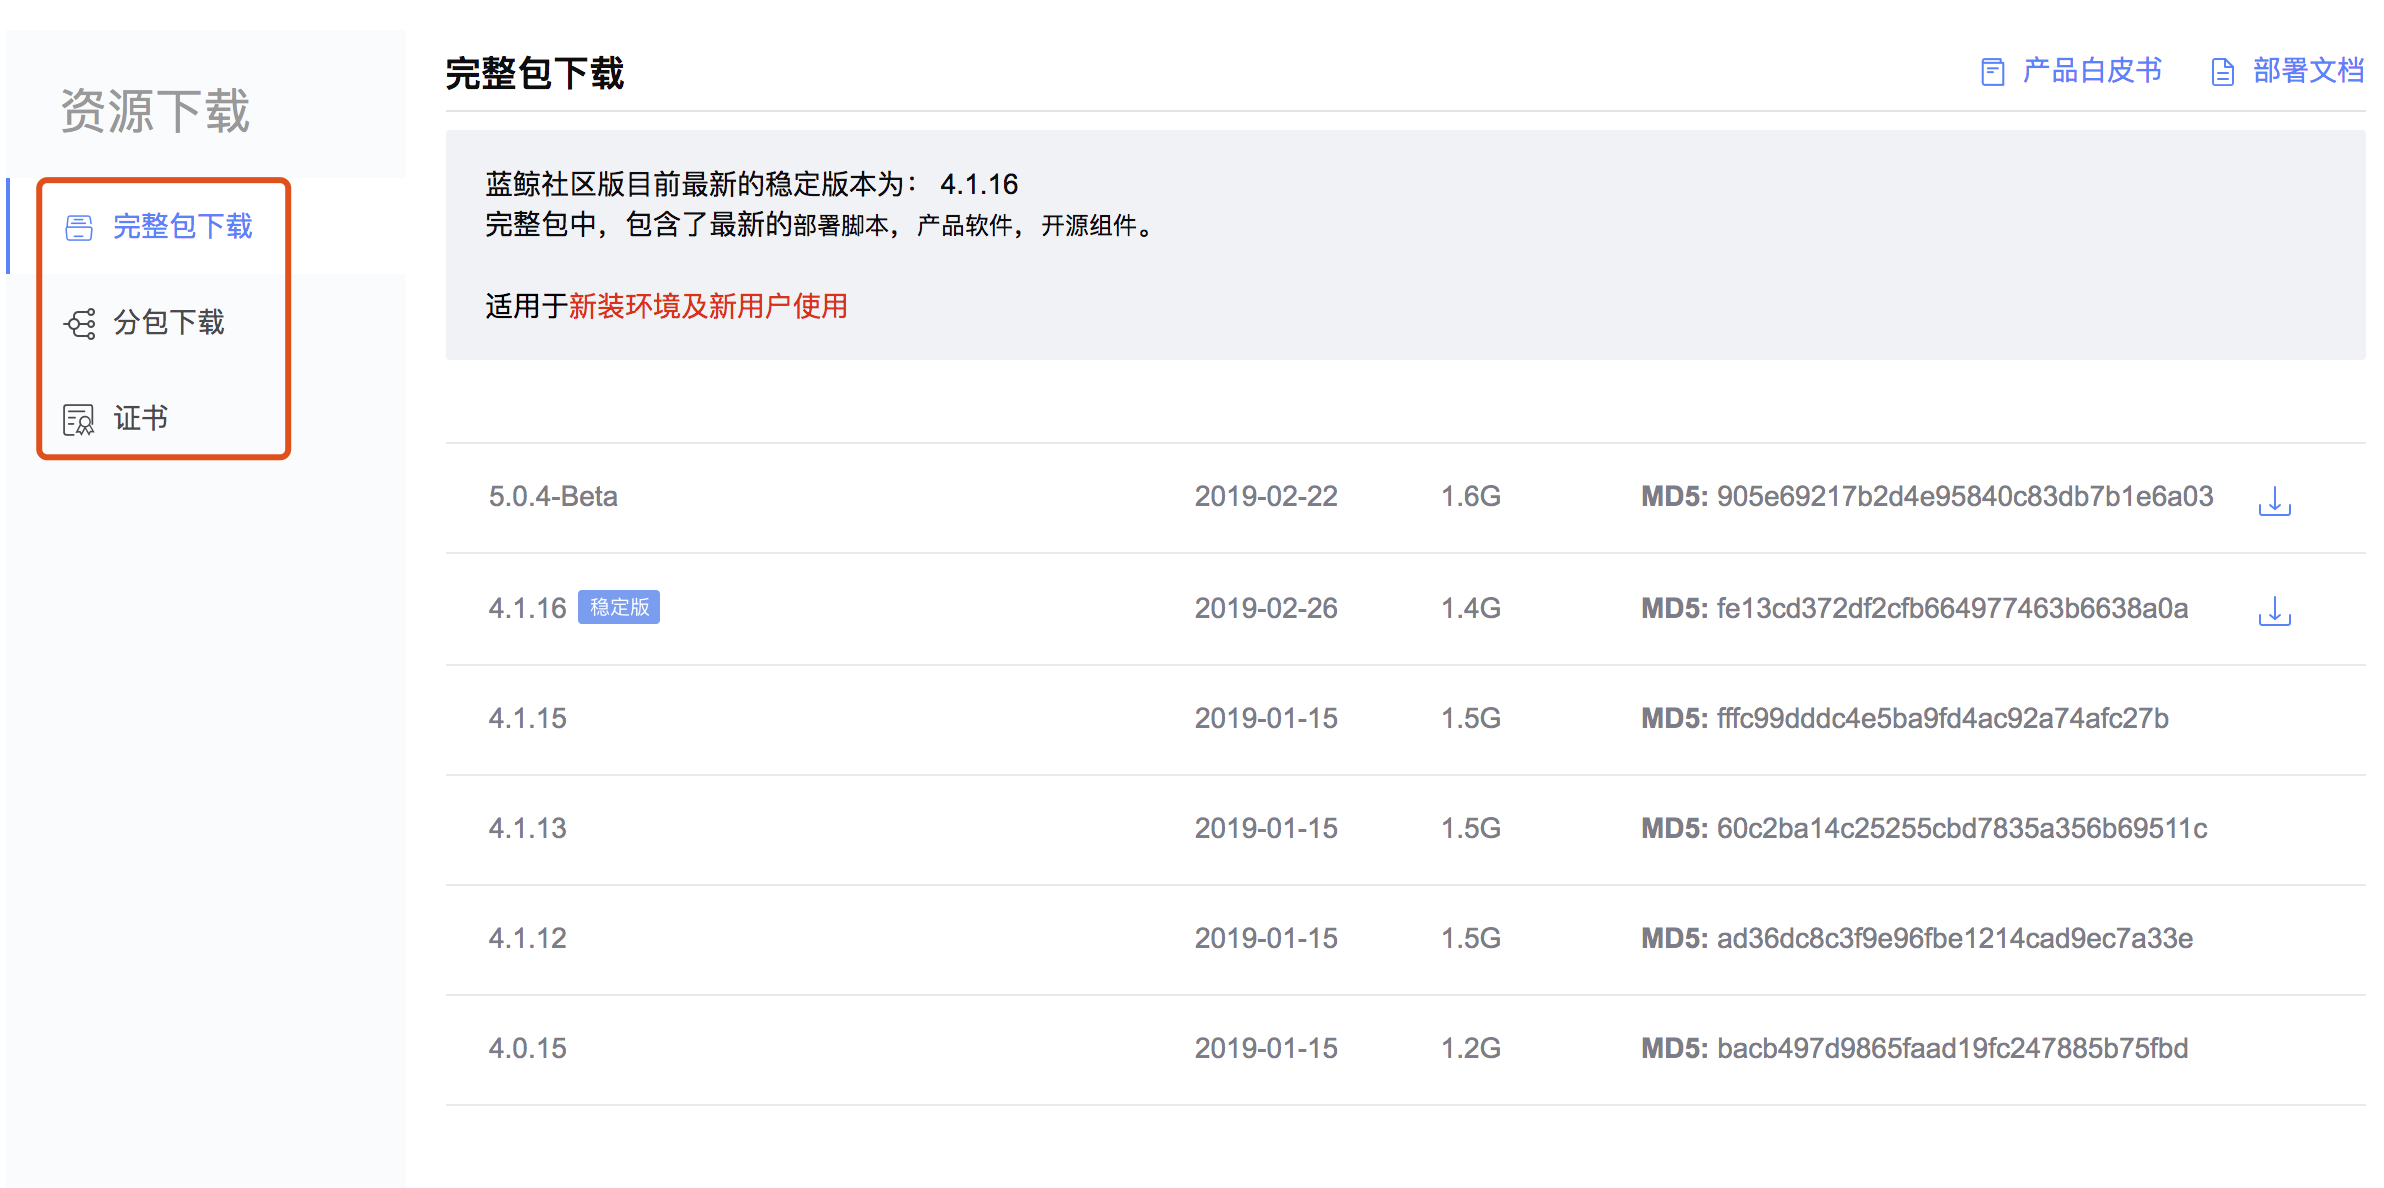 资源下载
完整包下载
分包下载
证书
完整包下载
产品白皮书
部署文档
蓝鲸社区版目前最新的稳定版本为： 4.1.16
完整包中，包含了最新的部署脚本，产品软件，开源组件。
适用于新装环境及新用户使用
5.0.4-Beta 2019-02-22 1.6G MD5: 905e69217b2d4e95840c83db7b1e6a03
4.1.16 稳定版 2019-02-26 1.4G MD5: fe13cd372df2cfb664977463b6638a0a
4.1.15 2019-01-15 1.5G MD5: fffc99dddc4e5ba9fd4ac92a74afc27b
4.1.13 2019-01-15 1.5G MD5: 60c2ba14c25255cbd7835a356b69511c
4.1.12 2019-01-15 1.5G MD5: ad36dc8c3f9e96fbe1214cad9ec7a33e
4.0.15 2019-01-15 1.2G MD5: bacb497d9865faad19fc247885b75fbd